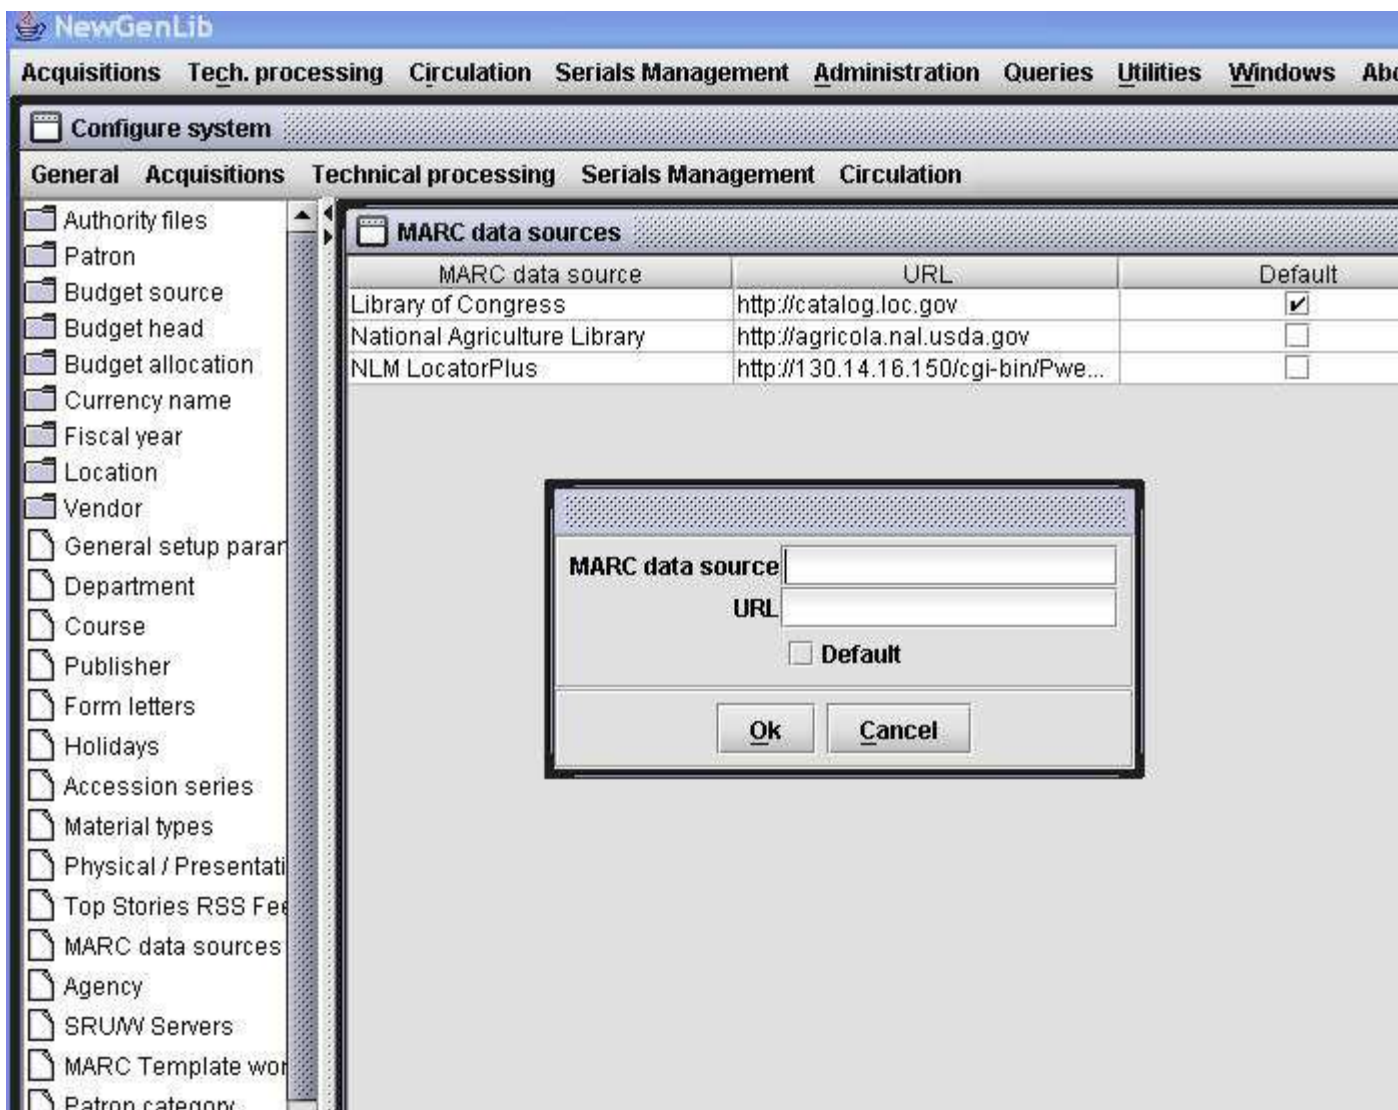 NewGenLib
Acquisitions Tech. processing Circulation Serials Management Administration Queries Utilities Windows
Configure system
General Acquisitions Technical processing Serials Management Circulation
Authority files
Patron
Budget source
Budget head
Budget allocation
Currency name
Fiscal year
Location
Vendor
General setup
Department
Course
Publisher
Form letters
Holidays
Accession series
Material types
Physical /
Top Stories RSS
MARC data sources
Agency
SRU/W Servers
MARC Template
Patron category
MARC data sources
MARC data source URL Default
Library of Congress http://catalog.loc.gov
National Agriculture Library http://agricola.nal.usda.gov
NLM LocatorPlus http://130.14.16.150/cgi-bin/Pwe...
MARC data source
URL
Default
Ok Cancel